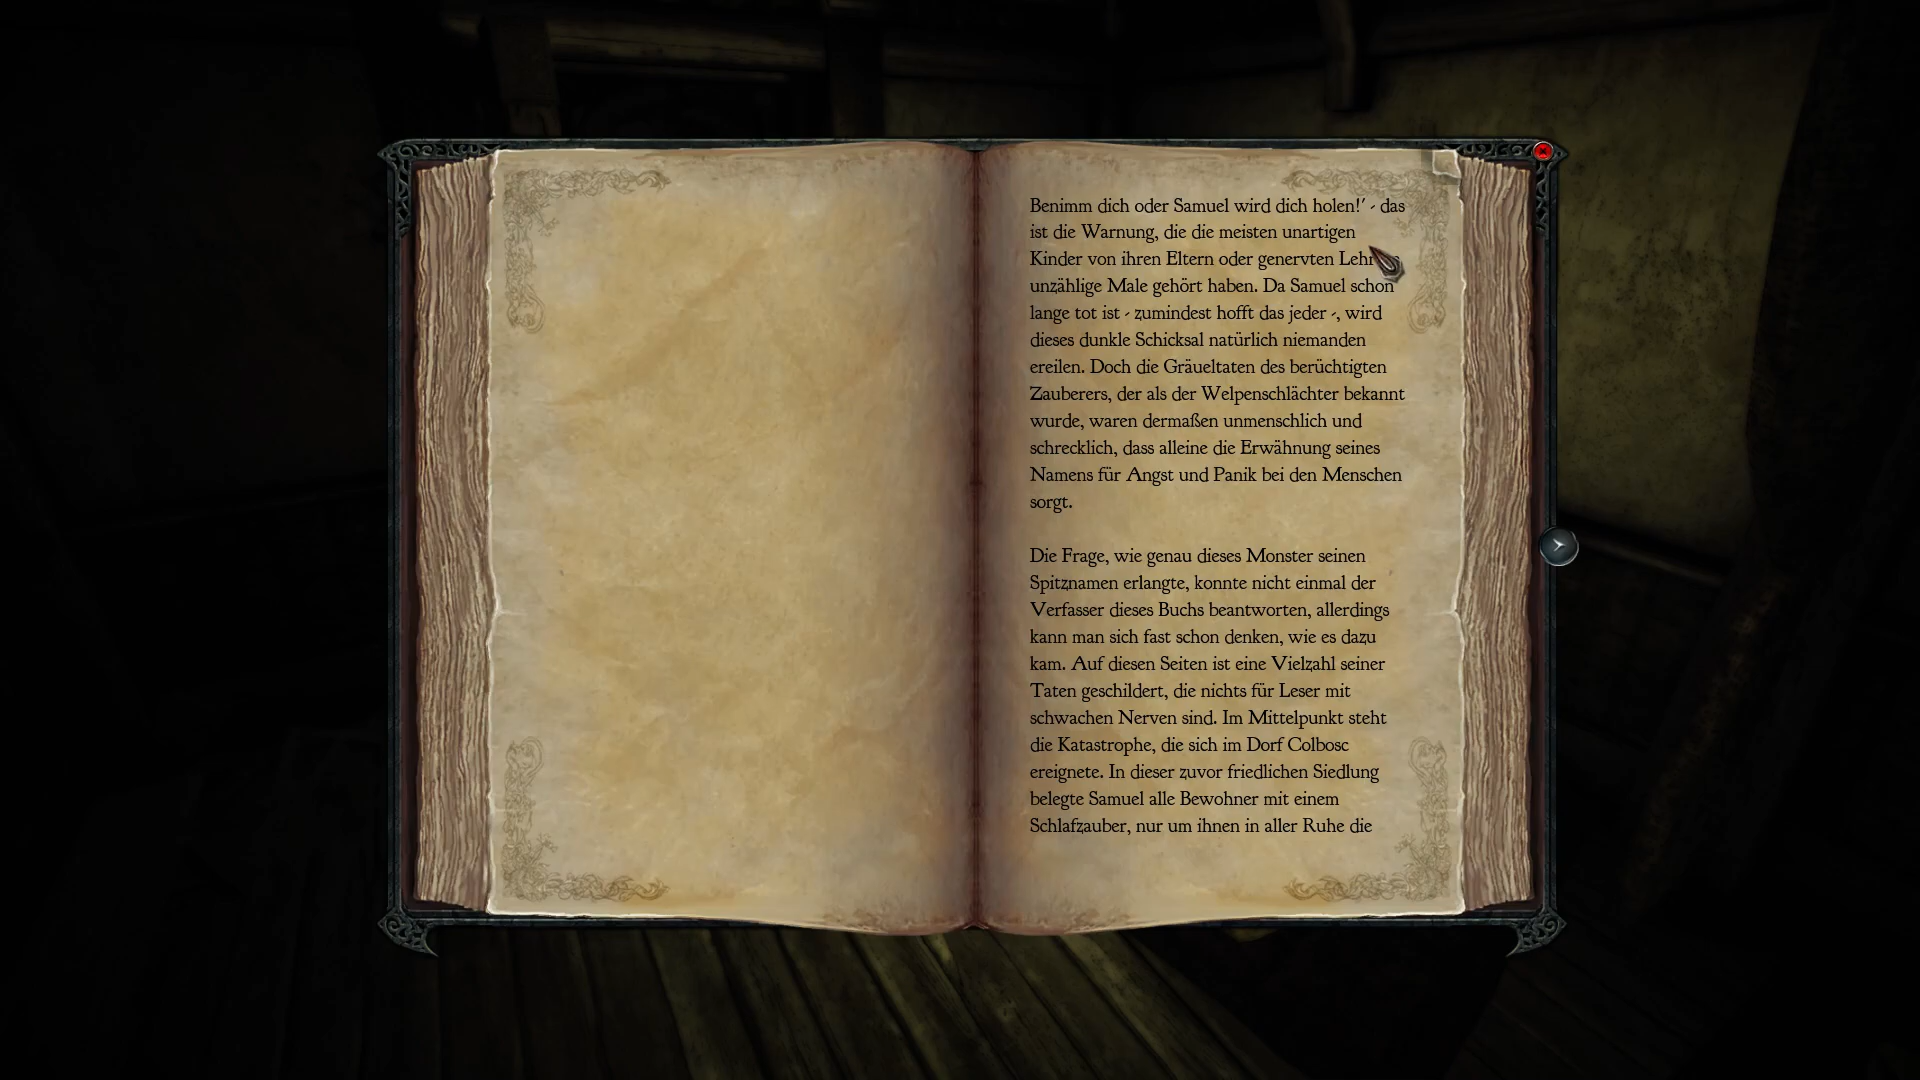 Benimm dich oder Samuel wird dich holen!' - das
ist die Warnung, die die meisten unartigen
Kinder von ihren Eltern oder genervten
unzählige Male gehört haben. Da Samuel schon
lange tot ist - zumindest hofft das jeder -, wird
dieses dunkle Schicksal natürlich niemanden
ereilen. Doch die Gräueltaten des berüchtigten
Zauberers, der als der Welpenschlächter bekannt
wurde, waren dermaßen unmenschlich und
schrecklich, dass alleine die Erwähnung seines
Namens für Angst und Panik bei den Menschen
sorgt.
Die Frage, wie genau dieses Monster seinen
Spitznamen erlangte, konnte nicht einmal der
Verfasser dieses Buchs beantworten, allerdings
kann man sich fast schon denken, wie es dazu
kam. Auf diesen Seiten ist eine Vielzahl seiner
Taten geschildert, die nichts für Leser mit
schwachen Nerven sind. Im Mittelpunkt steht
die Katastrophe, die sich im Dorf Colbosc
ereignete. In dieser zuvor friedlichen Siedlung
belegte Samuel alle Bewohner mit einem
Schlafzauber, nur um ihnen in aller Ruhe die